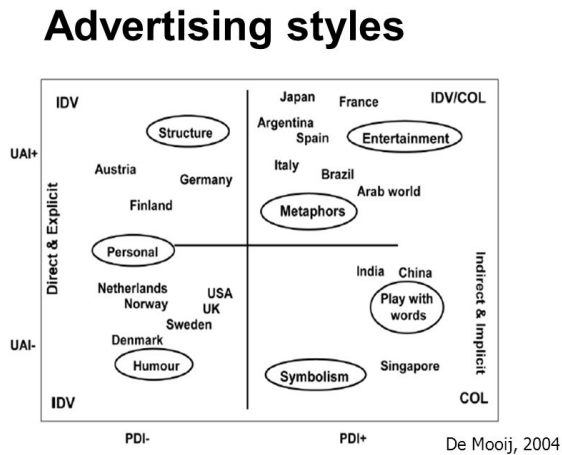 Advertising styles
IDV
IDV/COL
Japan
France
Structure
Argentina
Spain
Entertainment
UAI+
Austria
Germany
Italy
Brazil
Arab world
Finland
Metaphors
Direct & Explicit
Personal
Indirect & Implicit
India
China
Netherlands
Norway
USA
UK
Play with
words
Sweden
UAI-
Denmark
Humour
Symbolism
Singapore
IDV
COL
PDI-
PDI+
De Mooij, 2004